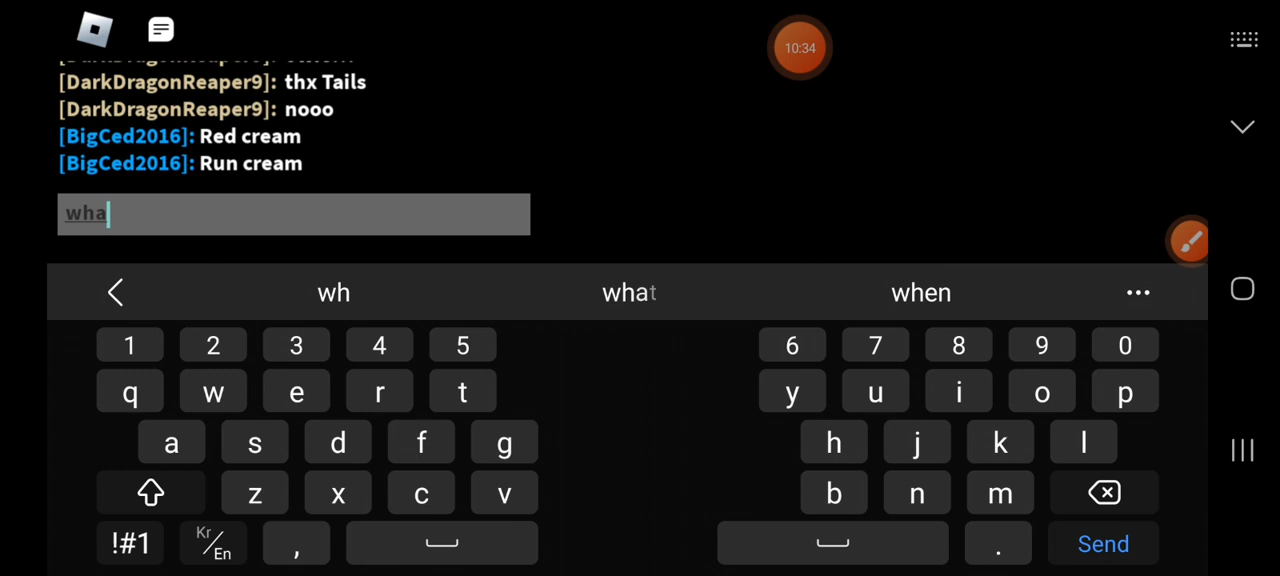 10:34
[DarkDragonReaper9]:
[DarkDragonReaper9]: thx Tails
[DarkDragonReaper9]: nooo
[BigCed2016]: Red cream
[BigCed2016]: Run cream
wha
wh what when
1 2 3 4 5 6 7 8 9 0
q w e r t y u i o p
a s d f g h j k l
z x c v b n m
!#1 Kr/En , . Send